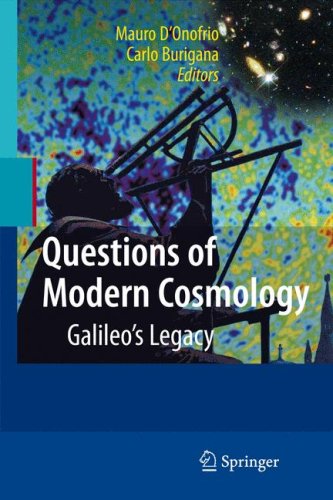 Mauro D'Onofrio
Carlo Burigana
Editors
Questions of
Modern Cosmology
Galileo's Legacy
Springer